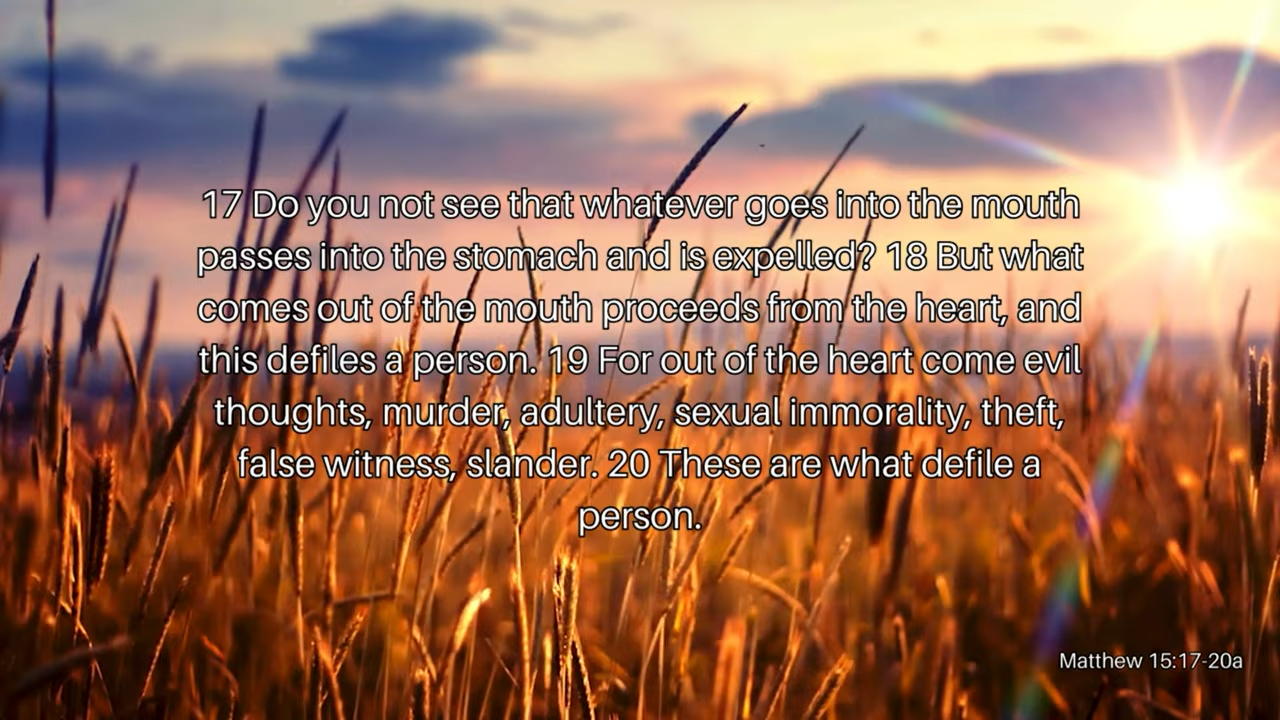 17 Do you not see that whatever goes into the mouth
passes into the stomach and is expelled? 18 But what
comes out of the mouth proceeds from the heart, and
this defiles a person. 19 For out of the heart come evil
thoughts, murder, adultery, sexual immorality, theft,
false witness, slander. 20 These are what defile a
person.
Matthew 15:17-20a